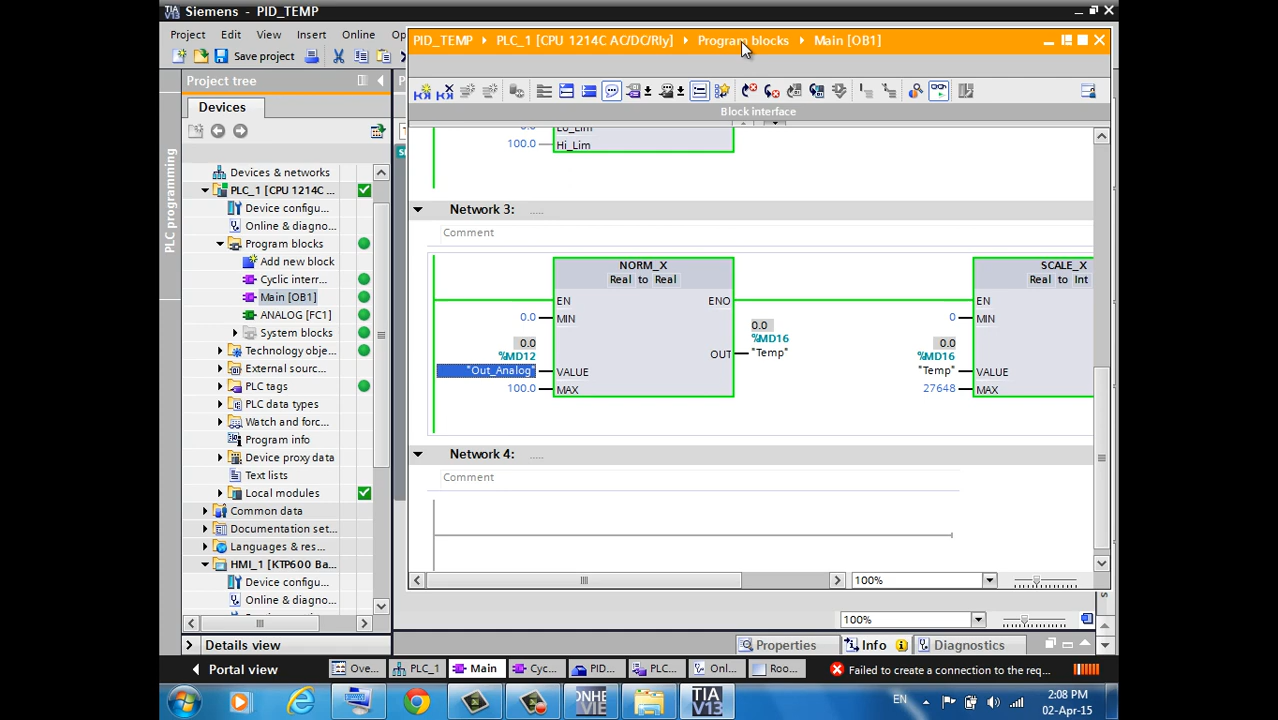 Siemens - PID_TEMP
Project Edit View Insert Online
Save project
PID_TEMP PLC_1 [CPU 1214C AC/DC/Rly] Program blocks Main [OB1]
Project tree
Devices
PLC programming
Devices & networks
PLC_1 [CPU 1214C ...
Device configu...
Online & diagno...
Program blocks
Add new block
Cyclic interr...
Main [OB1]
ANALOG [FC1]
System blocks
Technology obje...
External sourc...
PLC tags
PLC data types
Watch and forc...
Program info
Device proxy data
Text lists
Local modules
Common data
Documentation set...
Languages & res...
HMI_1 [KTP600 Ba...
Device configu...
Online & diagno...
Details view
Block interface
0.0 Lo_Lim
100.0 Hi_Lim
Network 3: .....
Comment
NORM_X
Real to Real
EN ENO
0.0 MIN
0.0
%MD12
"Out_Analog" VALUE
100.0 MAX
0.0
%MD16
OUT "Temp"
SCALE_X
Real to Int
EN
0 MIN
0.0
%MD16
"Temp" VALUE
27648 MAX
Network 4: .....
Comment
100%
100%
Properties Info Diagnostics
Portal view Ove... PLC_1 Main Cyc... PID... PLC... Onl... Roo... Failed to create a connection to the req...
TIA
V13
EN
2:08 PM
02-Apr-15